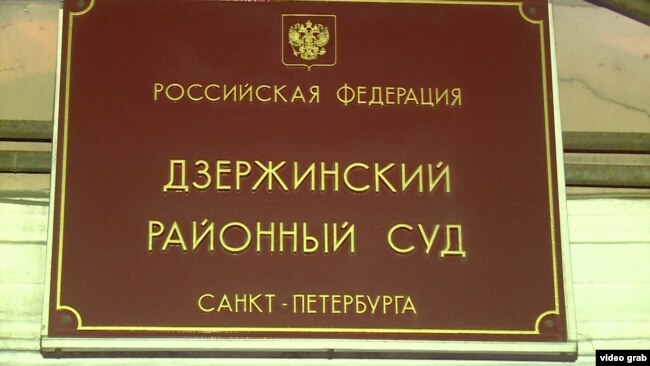 РОССИЙСКАЯ ФЕДЕРАЦИЯ
ДЗЕРЖИНСКИЙ
РАЙОННЫЙ СУД
САНКТ-ПЕТЕРБУРГА
video grab